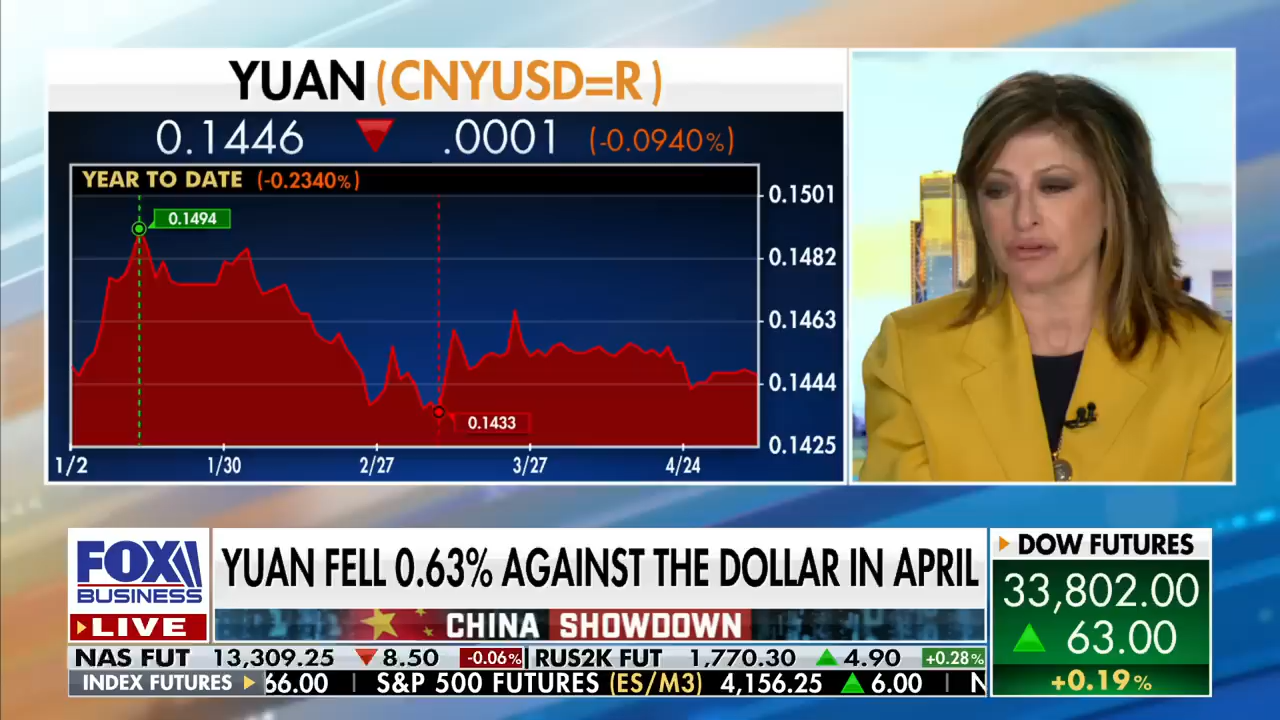 YUAN (CNYUSD=R)
0.1446 ▼ .0001 (-0.0940%)
YEAR TO DATE (-0.2340%)
0.1494
0.1433
0.1501
0.1482
0.1463
0.1444
0.1425
1/2 1/30 2/27 3/27 4/24
FOX
BUSINESS
LIVE
YUAN FELL 0.63% AGAINST THE DOLLAR IN APRIL
CHINA SHOWDOWN
DOW FUTURES
33,802.00
▲ 63.00
+0.19%
NAS FUT 13,309.25 ▼ 8.50 -0.06% RUS2K FUT 1,770.30 ▲ 4.90 +0.28%
INDEX FUTURES 66.00 | S&P 500 FUTURES (ES/M3) 4,156.25 ▲ 6.00 | N